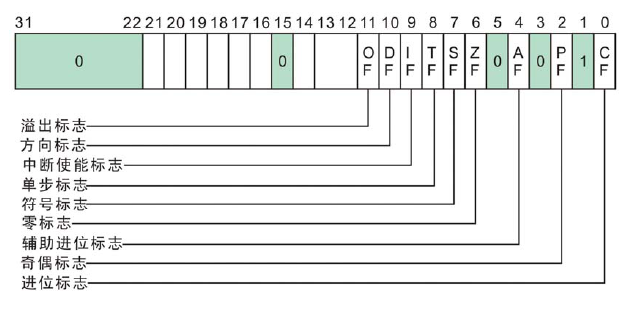 31 22 21 20 19 18 17 16 15 14 13 12 11 10 9 8 7 6 5 4 3 2 1 0
0 0 OF DF IF TF SF ZF 0 AF 0 PF 1 CF
溢出标志
方向标志
中断使能标志
单步标志
符号标志
零标志
辅助进位标志
奇偶标志
进位标志